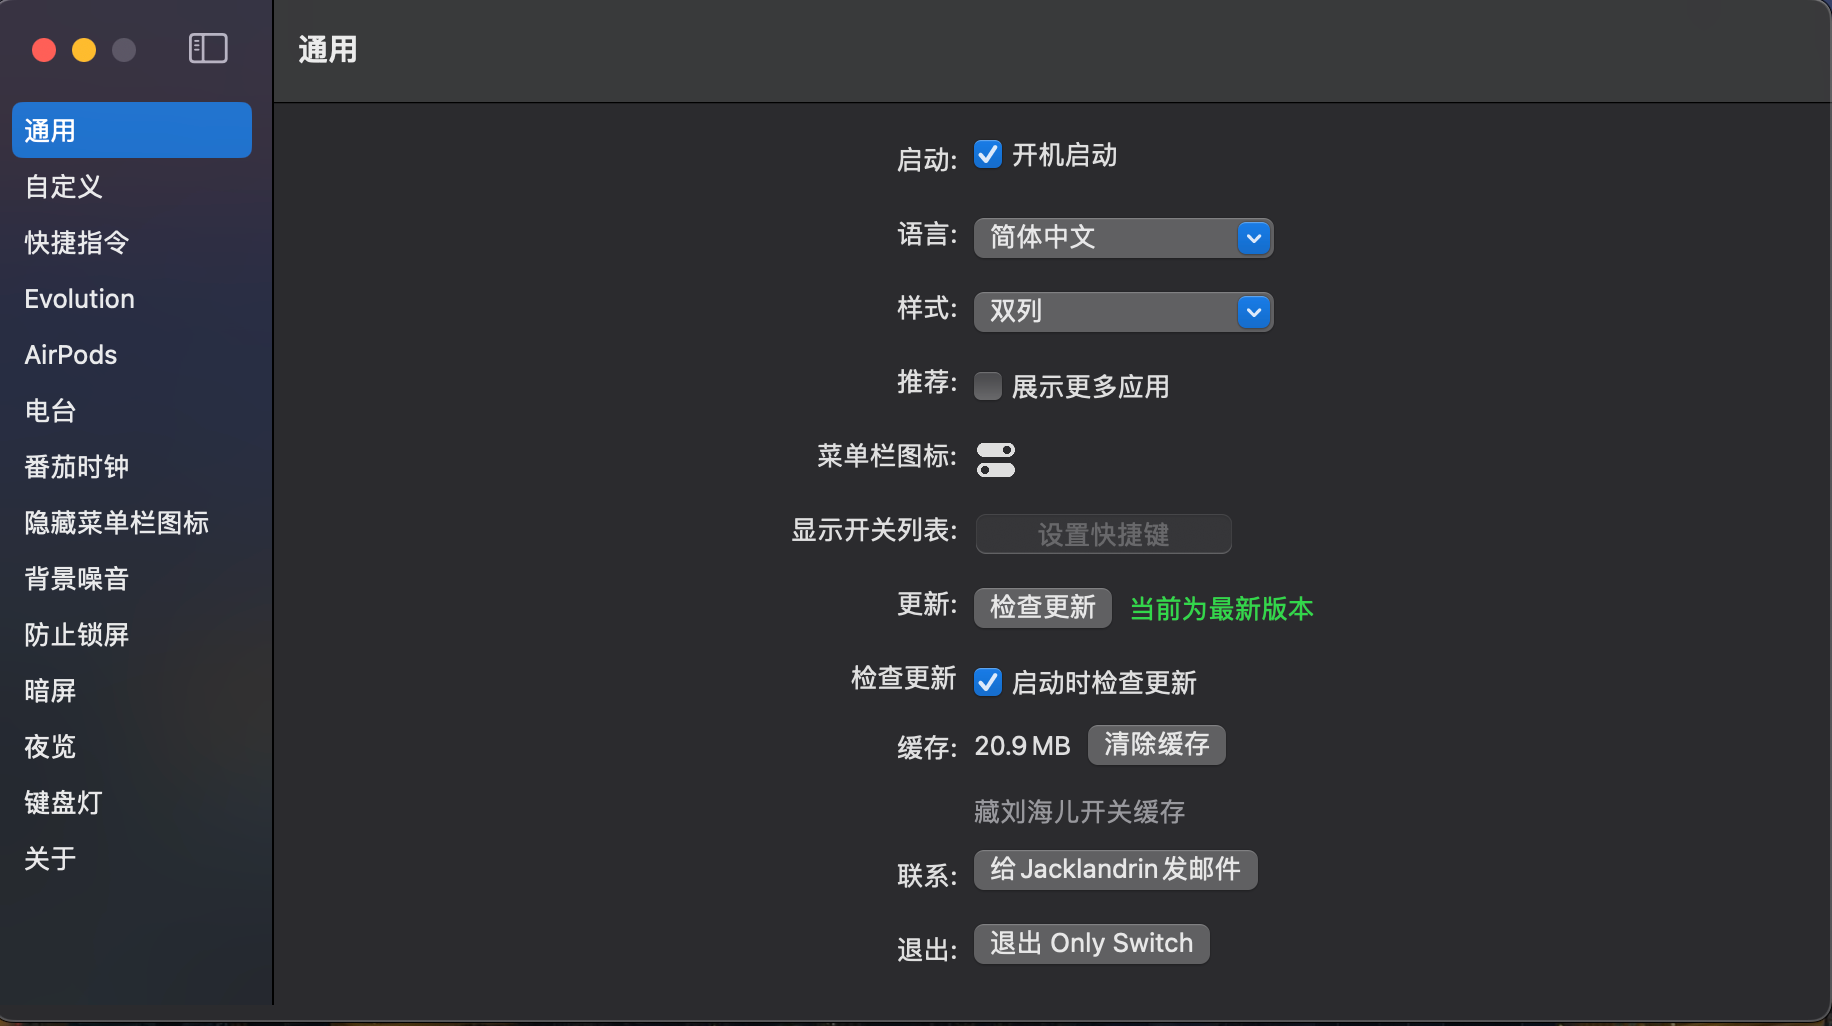 通用
通用
自定义
快捷指令
Evolution
AirPods
电台
番茄时钟
隐藏菜单栏图标
背景噪音
防止锁屏
暗屏
夜览
键盘灯
关于
启动: 开机启动
语言: 简体中文
样式: 双列
推荐: 展示更多应用
菜单栏图标:
显示开关列表: 设置快捷键
更新: 检查更新 当前为最新版本
检查更新 启动时检查更新
缓存: 20.9 MB 清除缓存
藏刘海儿开关缓存
联系: 给 Jacklandrin 发邮件
退出: 退出 Only Switch